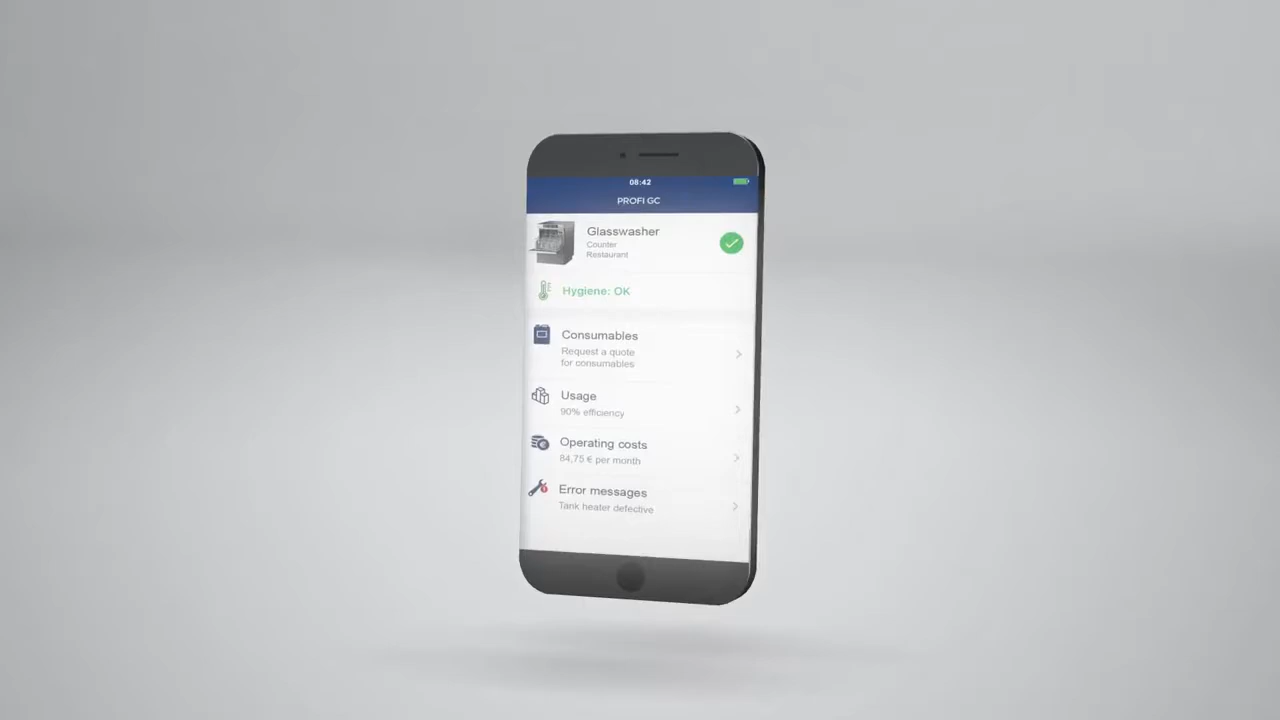 08:42
PROFI GC
Glasswasher
Counter
Restaurant
Hygiene: OK
Consumables
Request a quote
for consumables
Usage
90% efficiency
Operating costs
84,75 € per month
Error messages
Tank heater defective